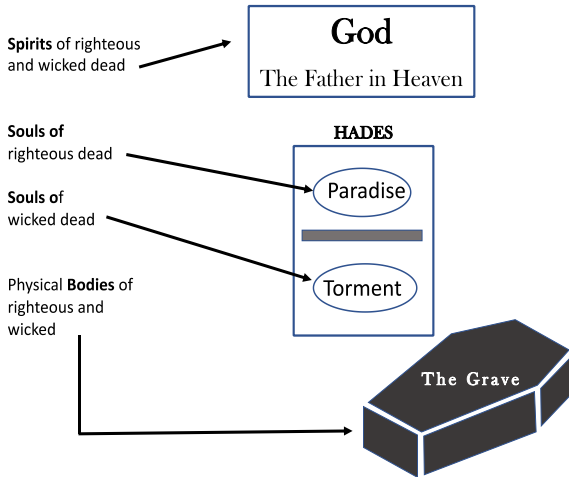 Spirits of righteous
and wicked dead
God
The Father in Heaven
Souls of
righteous dead
HADES
Paradise
Souls of
wicked dead
Torment
Physical Bodies of
righteous and
wicked
The Grave